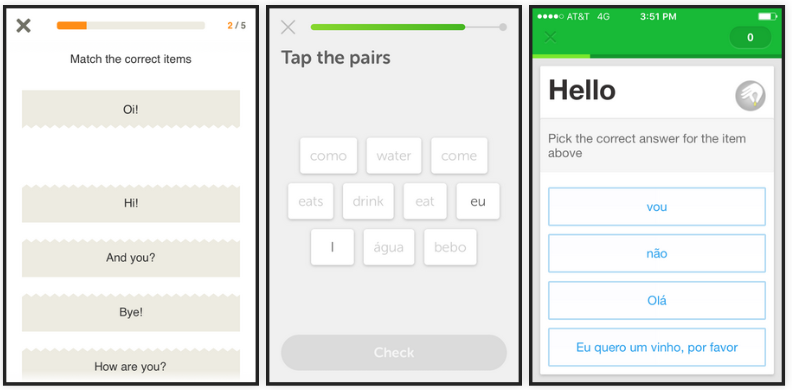 2 / 5
Match the correct items
Oi!
Hi!
And you?
Bye!
How are you?
Tap the pairs
como water come
eats drink eat eu
I água bebo
Check
AT&T 4G 3:51 PM
0
Hello
Pick the correct answer for the item
above
vou
não
Olá
Eu quero um vinho, por favor